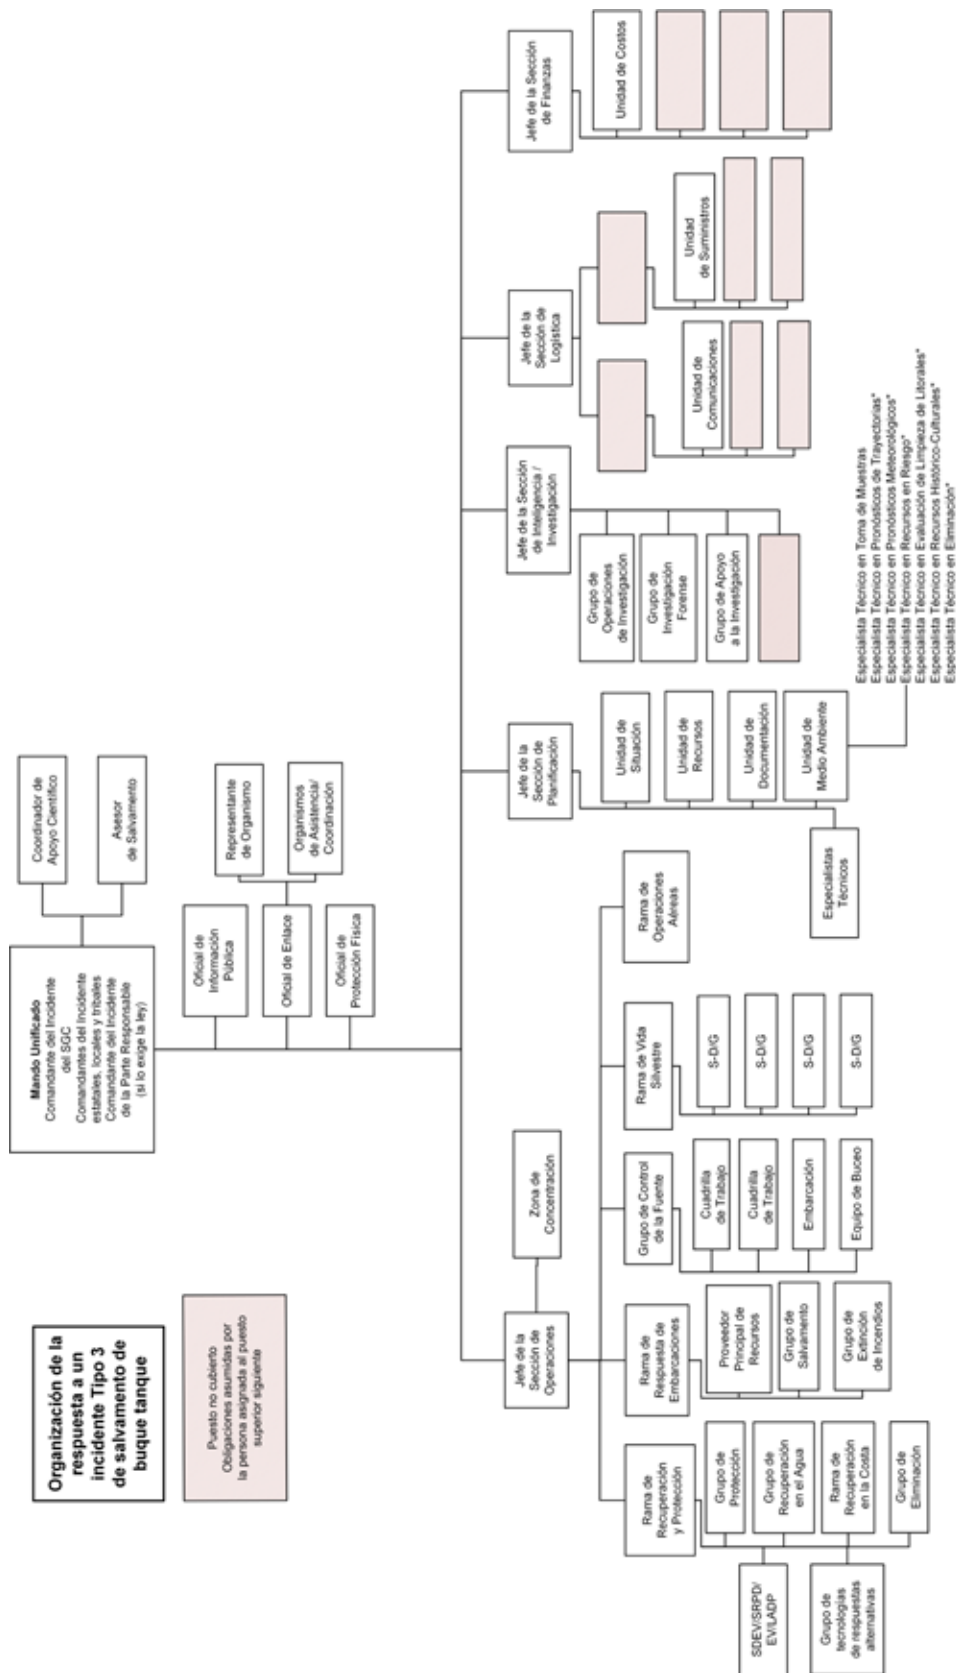 Organización de la
respuesta a un
incidente Tipo 3
de salvamento de
buque tanque
Puesto no cubierto
Obligaciones asumidas por
la persona asignada al puesto
superior siguiente
Mando Unificado
Comandante del Incidente
del SGC
Comandantes del Incidente
estatales, locales y tribales
Comandante del Incidente
de la Parte Responsable
(si lo exige la ley)
Coordinador de
Apoyo Científico
Asesor
de Salvamento
Oficial de
Información
Pública
Oficial de Enlace
Oficial de
Protección Física
Representante
de Organismo
Organismos
de Asistencia/
Coordinación
Jefe de la
Sección de
Operaciones
Zona de
Concentración
Rama de
Recuperación
y Protección
Grupo de
Protección
Grupo de
Recuperación
en el Agua
Rama de
Recuperación
en la Costa
Grupo de
Eliminación
SDEV/SRPD/
EV/LADP
Grupo de
tecnologías
de respuestas
alternativas
Rama de
Respuesta de
Embarcaciones
Proveedor
Principal de
Recursos
Grupo de
Salvamento
Grupo de
Extinción
de Incendios
Grupo de Control
de la Fuente
Cuadrilla
de Trabajo
Cuadrilla
de Trabajo
Embarcación
Equipo de Buceo
Rama de Vida
Silvestre
S-D/G
S-D/G
S-D/G
S-D/G
Rama de
Operaciones
Aéreas
Jefe de la
Sección de
Planificación
Unidad de
Situación
Unidad de
Recursos
Unidad de
Documentación
Unidad de
Medio Ambiente
Especialistas
Técnicos
Especialista Técnico en Toma de Muestras
Especialista Técnico en Pronósticos de Trayectorias*
Especialista Técnico en Pronósticos Meteorológicos*
Especialista Técnico en Recursos en Riesgo*
Especialista Técnico en Evaluación de Limpieza de Litorales*
Especialista Técnico en Recursos Histórico-Culturales*
Especialista Técnico en Eliminación*
Jefe de la Sección
de Inteligencia /
Investigación
Grupo de
Operaciones
de Investigación
Grupo de
Investigación
Forense
Grupo de Apoyo
a la Investigación
Jefe de la
Sección de
Logística
Unidad de
Comunicaciones
Unidad
de Suministros
Jefe de la Sección
de Finanzas
Unidad de Costos